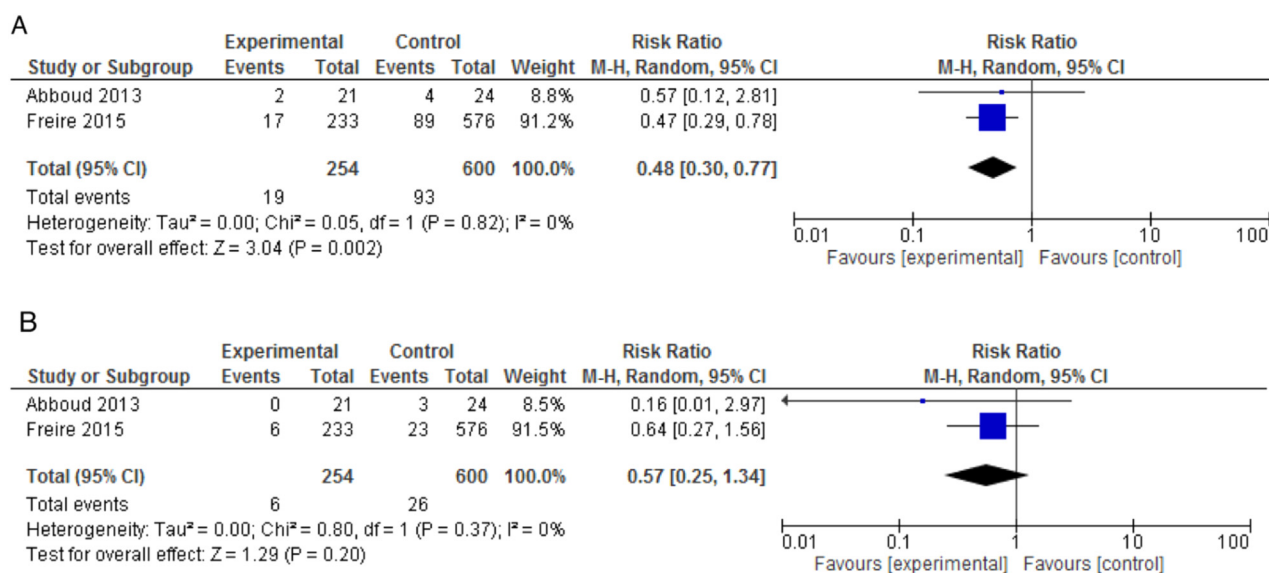 A
Experimental Control Risk Ratio Risk Ratio
Study or Subgroup Events Total Events Total Weight M-H, Random, 95% CI M-H, Random, 95% CI
Abboud 2013 2 21 4 24 8.8% 0.57 [0.12, 2.81]
Freire 2015 17 233 89 576 91.2% 0.47 [0.29, 0.78]
Total (95% CI) 254 600 100.0% 0.48 [0.30, 0.77]
Total events 19 93
Heterogeneity: Tau² = 0.00; Chi² = 0.05, df = 1 (P = 0.82); I² = 0%
Test for overall effect: Z = 3.04 (P = 0.002)
0.01 0.1 1 10 100
Favours [experimental] Favours [control]
B
Experimental Control Risk Ratio Risk Ratio
Study or Subgroup Events Total Events Total Weight M-H, Random, 95% CI M-H, Random, 95% CI
Abboud 2013 0 21 3 24 8.5% 0.16 [0.01, 2.97]
Freire 2015 6 233 23 576 91.5% 0.64 [0.27, 1.56]
Total (95% CI) 254 600 100.0% 0.57 [0.25, 1.34]
Total events 6 26
Heterogeneity: Tau² = 0.00; Chi² = 0.80, df = 1 (P = 0.37); I² = 0%
Test for overall effect: Z = 1.29 (P = 0.20)
0.01 0.1 1 10 100
Favours [experimental] Favours [control]